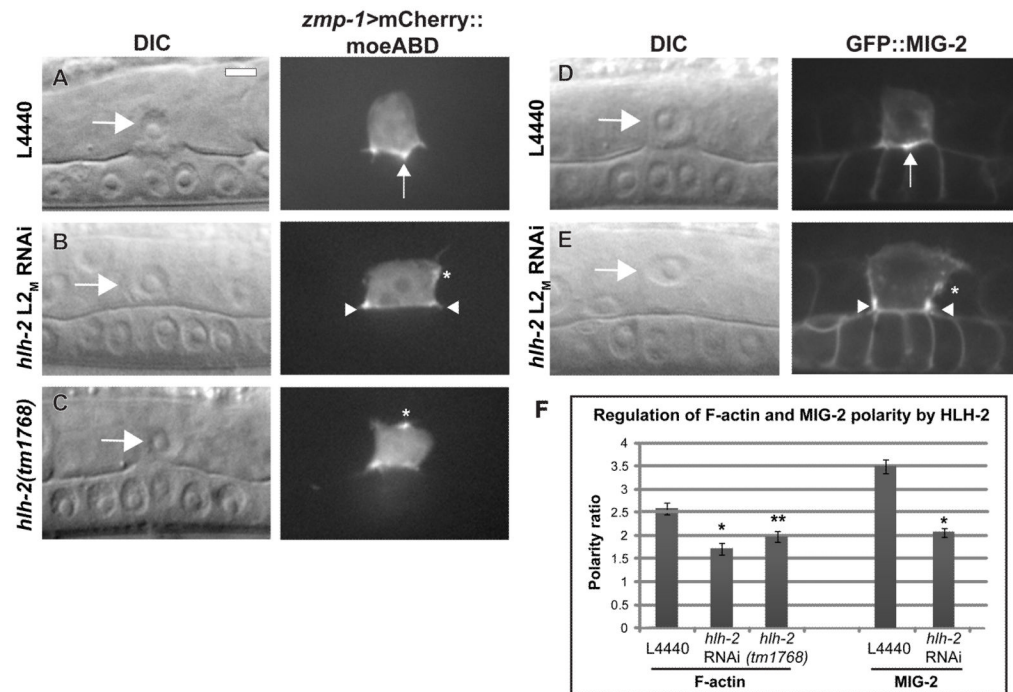 zmp-1>mCherry::
moeABD
DIC
DIC
GFP::MIG-2
L4440
A
D
L4440
hlh-2 L2M RNAi
B
*
E
*
hlh-2 L2M RNAi
hlh-2(tm1768)
C
*
F
Regulation of F-actin and MIG-2 polarity by HLH-2
Polarity ratio
4
3.5
3
2.5
2
1.5
1
0.5
0
*
**
*
L4440
hlh-2
RNAi
hlh-2
(tm1768)
L4440
hlh-2
RNAi
F-actin
MIG-2